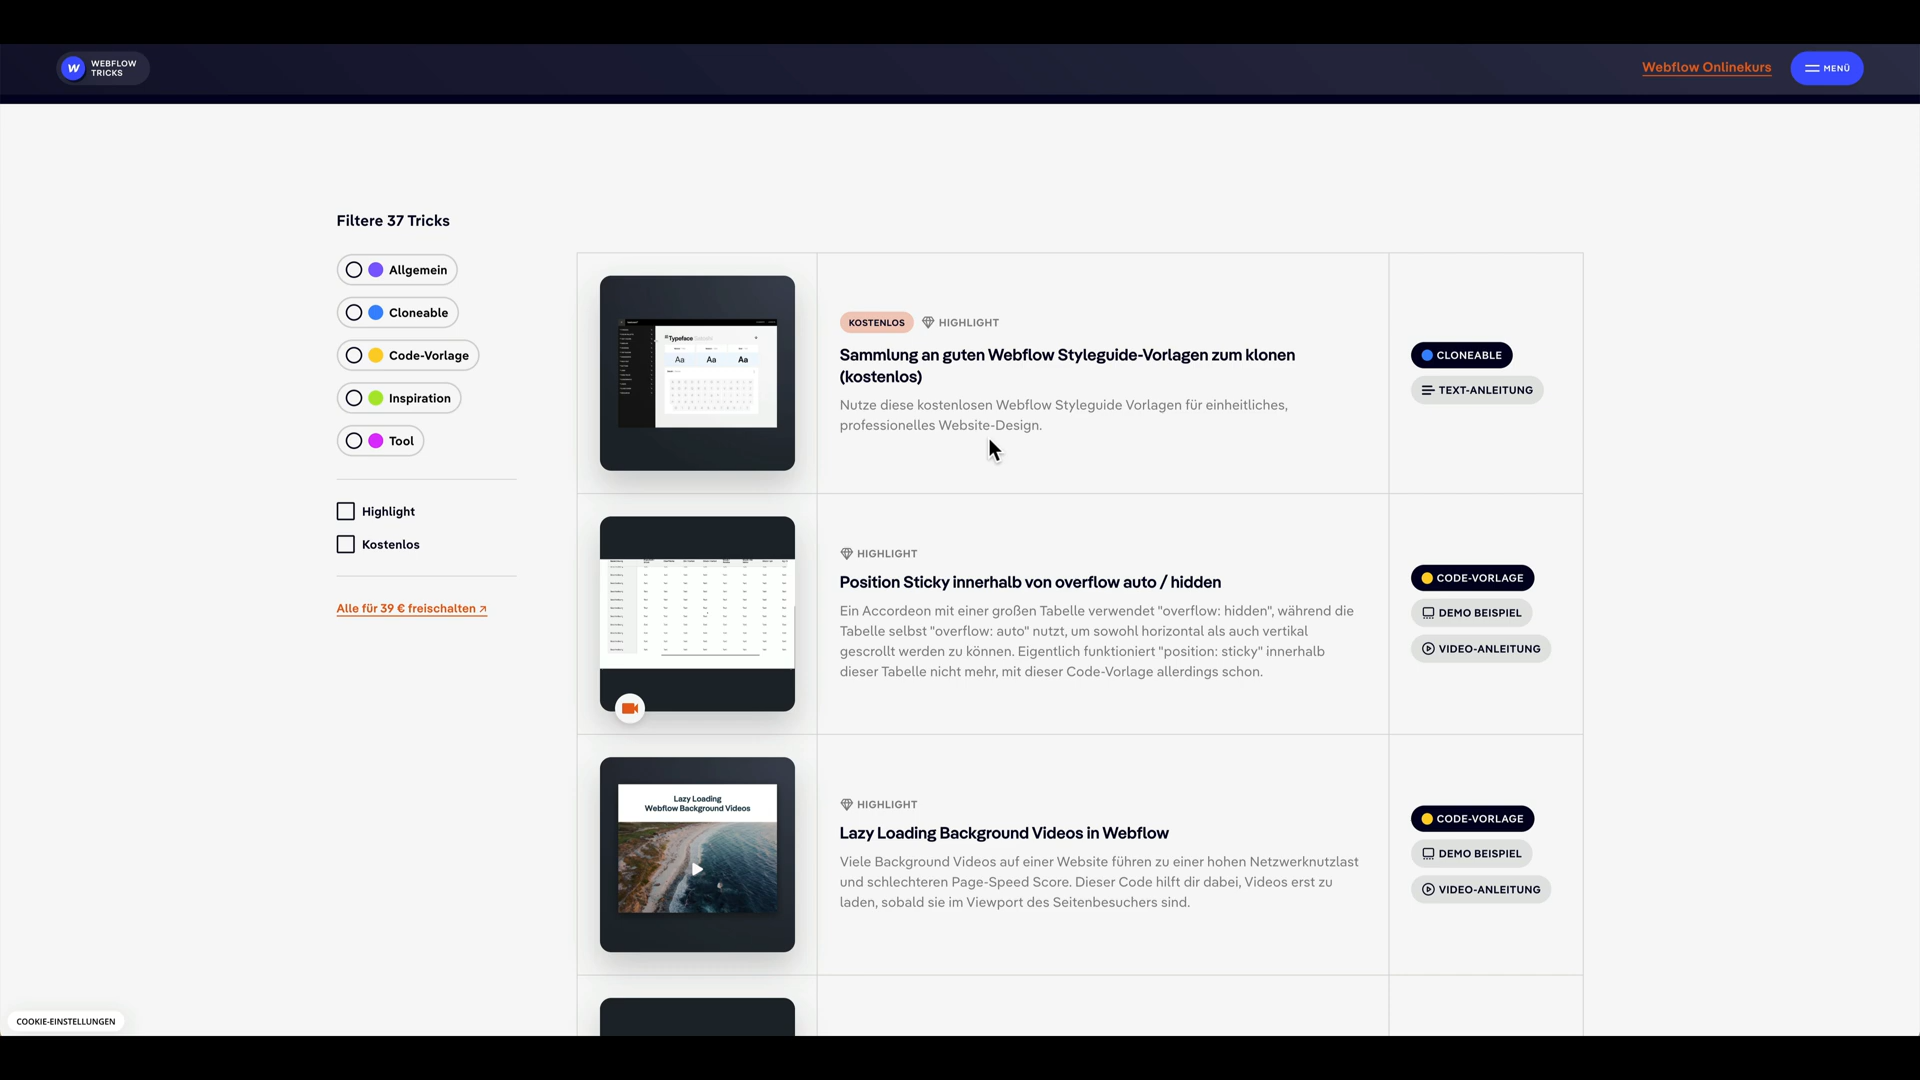 WEBFLOW
TRICKS
Webflow Onlinekurs
MENÜ
Filtere 37 Tricks
Allgemein
Cloneable
Code-Vorlage
Inspiration
Tool
Highlight
Kostenlos
Alle für 39 € freischalten ↗
Typeface
Aa Aa Aa
KOSTENLOS HIGHLIGHT
Sammlung an guten Webflow Styleguide-Vorlagen zum klonen
(kostenlos)
Nutze diese kostenlosen Webflow Styleguide Vorlagen für einheitliches,
professionelles Website-Design.
CLONEABLE
TEXT-ANLEITUNG
HIGHLIGHT
Position Sticky innerhalb von overflow auto / hidden
Ein Accordeon mit einer großen Tabelle verwendet "overflow: hidden", während die
Tabelle selbst "overflow: auto" nutzt, um sowohl horizontal als auch vertikal
gescrollt werden zu können. Eigentlich funktioniert "position: sticky" innerhalb
dieser Tabelle nicht mehr, mit dieser Code-Vorlage allerdings schon.
CODE-VORLAGE
DEMO BEISPIEL
VIDEO-ANLEITUNG
Lazy Loading
Webflow Background Videos
HIGHLIGHT
Lazy Loading Background Videos in Webflow
Viele Background Videos auf einer Website führen zu einer hohen Netzwerknutzlast
und schlechteren Page-Speed Score. Dieser Code hilft dir dabei, Videos erst zu
laden, sobald sie im Viewport des Seitenbesuchers sind.
CODE-VORLAGE
DEMO BEISPIEL
VIDEO-ANLEITUNG
COOKIE-EINSTELLUNGEN